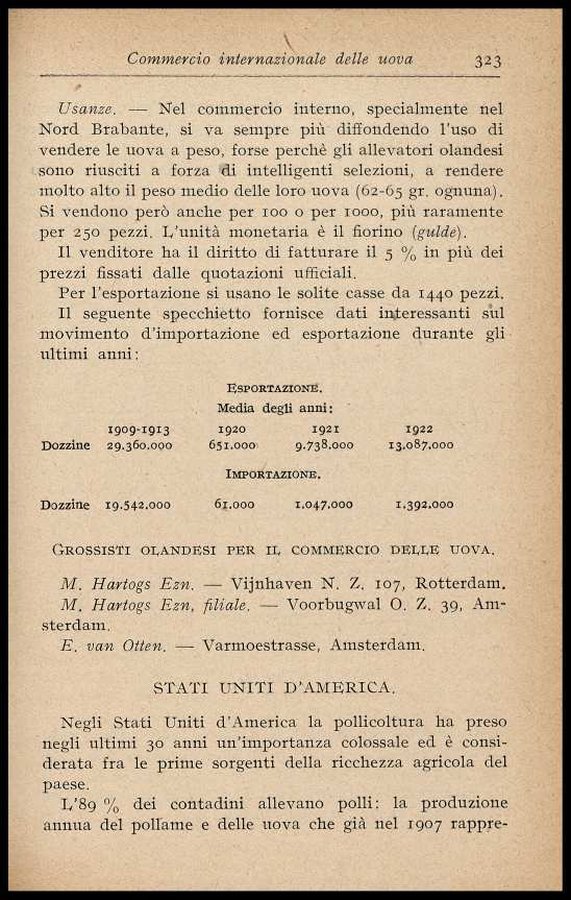 Commercio internazionale delle uova 323
Usanze. — Nel commercio interno, specialmente nel
Nord Brabante, si va sempre più diffondendo l'uso di
vendere le uova a peso, forse perchè gli allevatori olandesi
sono riusciti a forza di intelligenti selezioni, a rendere
molto alto il peso medio delle loro uova (62-65 gr. ognuna).
Si vendono però anche per 100 o per 1000, più raramente
per 250 pezzi. L'unità monetaria è il fiorino (gulde).
Il venditore ha il diritto di fatturare il 5 % in più dei
prezzi fissati dalle quotazioni ufficiali.
Per l'esportazione si usano le solite casse da 1440 pezzi.
Il seguente specchietto fornisce dati interessanti sul
movimento d'importazione ed esportazione durante gli
ultimi anni:
ESPORTAZIONE.
Media degli anni:
1909-1913 1920 1921 1922
Dozzine 29.360.000 651.000 9.738.000 13.087.000
IMPORTAZIONE.
Dozzine 19.542.000 61.000 1.047.000 1.392.000
GROSSISTI OLANDESI PER IL COMMERCIO DELLE UOVA.
M. Hartogs Ezn. — Vijnhaven N. Z. 107, Rotterdam.
M. Hartogs Ezn, filiale. — Voorbugwal O. Z. 39, Am-
sterdam.
E. van Otten. — Varmoestrasse, Amsterdam.
STATI UNITI D'AMERICA.
Negli Stati Uniti d'America la pollicoltura ha preso
negli ultimi 30 anni un'importanza colossale ed è consi-
derata fra le prime sorgenti della ricchezza agricola del
paese.
L'89 % dei contadini allevano polli: la produzione
annua del pollame e delle uova che già nel 1907 rappre-